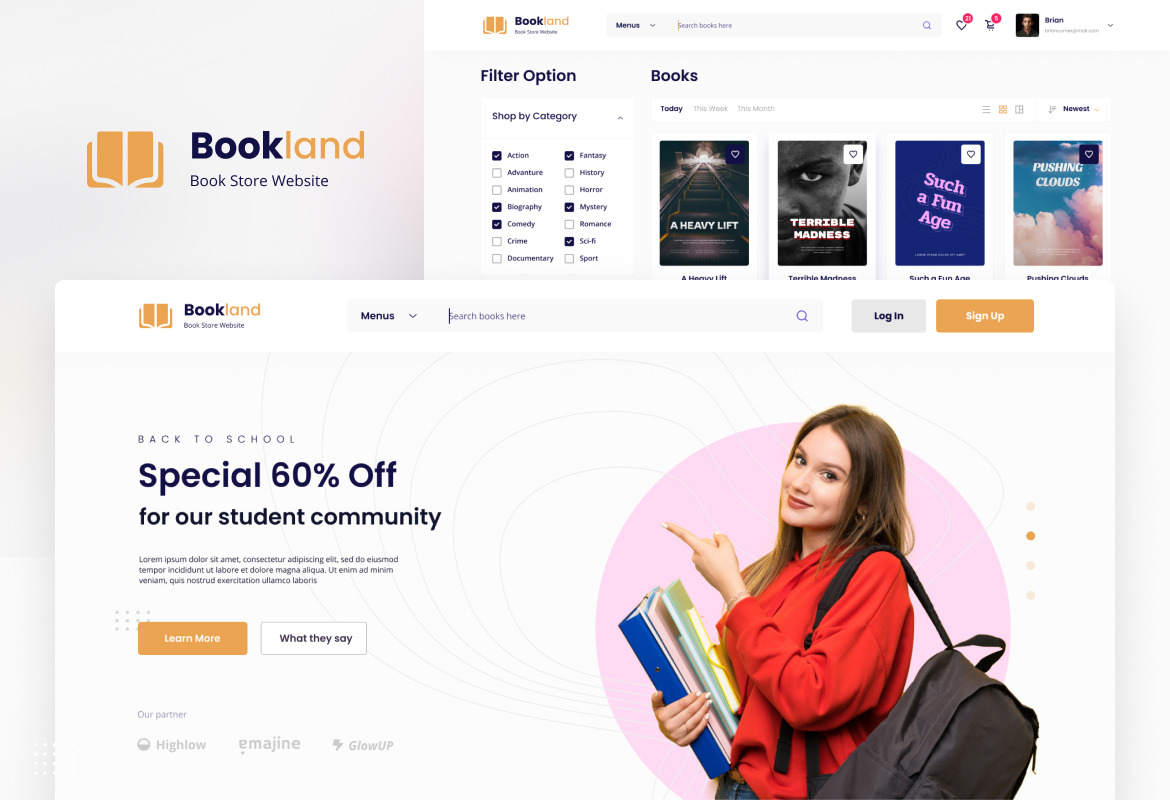 Bookland
Book Store Website
Bookland
Book Store Website
Menus
Search books here
21
5
Brian
briancorner@mail.com
Filter Option
Books
Shop by Category
Today
This Week
This Month
Newest
Action
Fantasy
Advanture
History
Animation
Horror
Biography
Mystery
Comedy
Romance
Crime
Sci-fi
Documentary
Sport
A HEAVY LIFT
TERRIBLE
MADNESS
Such
a Fun
Age
LOREM IPSUM DOLOR SIT AMET
PUSHING
CLOUDS
A Heavy Lift
Terrible Madness
Such a Fun Age
Pushing Clouds
Bookland
Book Store Website
Menus
Search books here
Log In
Sign Up
BACK TO SCHOOL
Special 60% Off
for our student community
Lorem ipsum dolor sit amet, consectetur adipiscing elit, sed do eiusmod
tempor incididunt ut labore et dolore magna aliqua. Ut enim ad minim
veniam, quis nostrud exercitation ullamco laboris
Learn More
What they say
Our partner
Highlow
emajine
GlowUP